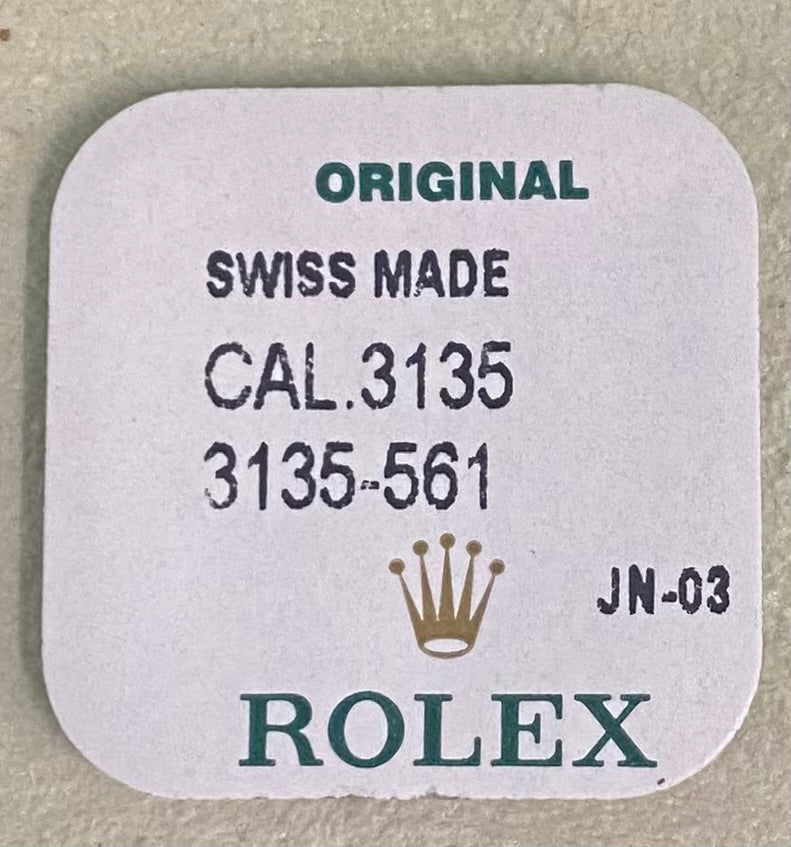 ORIGINAL
SWISS MADE
CAL.3135
3135-561
JN-03
ROLEX